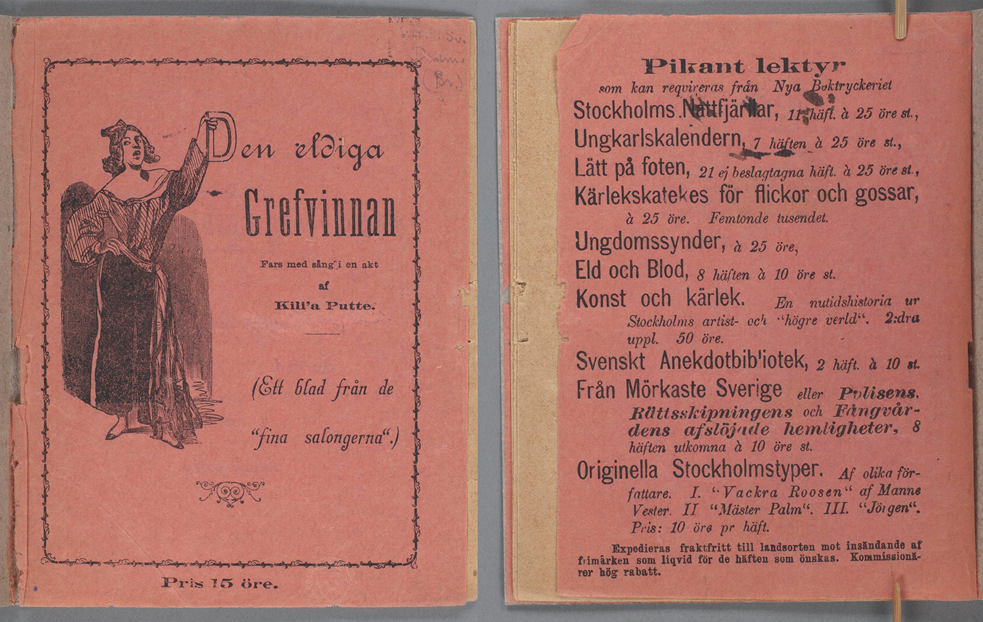 Den eldiga
Grefvinnan
Fars med sång i en akt
af
Kill'a Putte.
(Ett blad från de
"fina salongerna".)
Pris 15 öre.
Pikant lektyr
som kan requireras från Nya Boktryckeriet
Stockholms Nattfjärilar, 11 häft. à 25 öre st.,
Ungkarlskalendern, 7 häften à 25 öre st.,
Lätt på foten, 21 ej beslagtagna häft. à 25 öre st.,
Kärlekskatekes för flickor och gossar,
à 25 öre. Femtonde tusendet.
Ungdomssynder, à 25 öre,
Eld och Blod, 8 häften à 10 öre st.
Konst och kärlek. En nutidshistoria ur
Stockholms artist- och "högre verld". 2:dra
uppl. 50 öre.
Svenskt Anekdotbibliotek, 2 häft. à 10 st.
Från Mörkaste Sverige eller Polisens,
Rättsskipningens och Fångvår-
dens afslöjade hemligheter, 8
häften utkomna à 10 öre st.
Originella Stockholmstyper. Af olika för-
fattare. I. "Vackra Roosen" af Manne
Vester. II "Mäster Palm". III. "Jörgen".
Pris: 10 öre pr häft.
Expedieras fraktfritt till landsorten mot insändande af
frimärken som liqvid för de häften som önskas. Kommissionä-
rer hög rabatt.